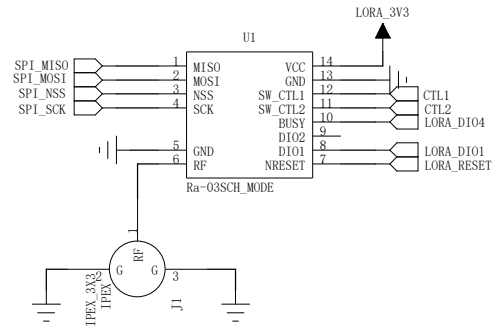 LORA_3V3
U1
SPI_MISO 1 MISO VCC 14
SPI_MOSI 2 MOSI GND 13
SPI_NSS 3 NSS SW_CTL1 12 CTL1
SPI_SCK 4 SCK SW_CTL2 11 CTL2
BUSY 10 LORA_DIO4
DIO2 9
5 GND DIO1 8 LORA_DIO1
6 RF NRESET 7 LORA_RESET
Ra-03SCH_MODE
1
RF
2 G G 3
IPEX_3X3
IPEX
J1